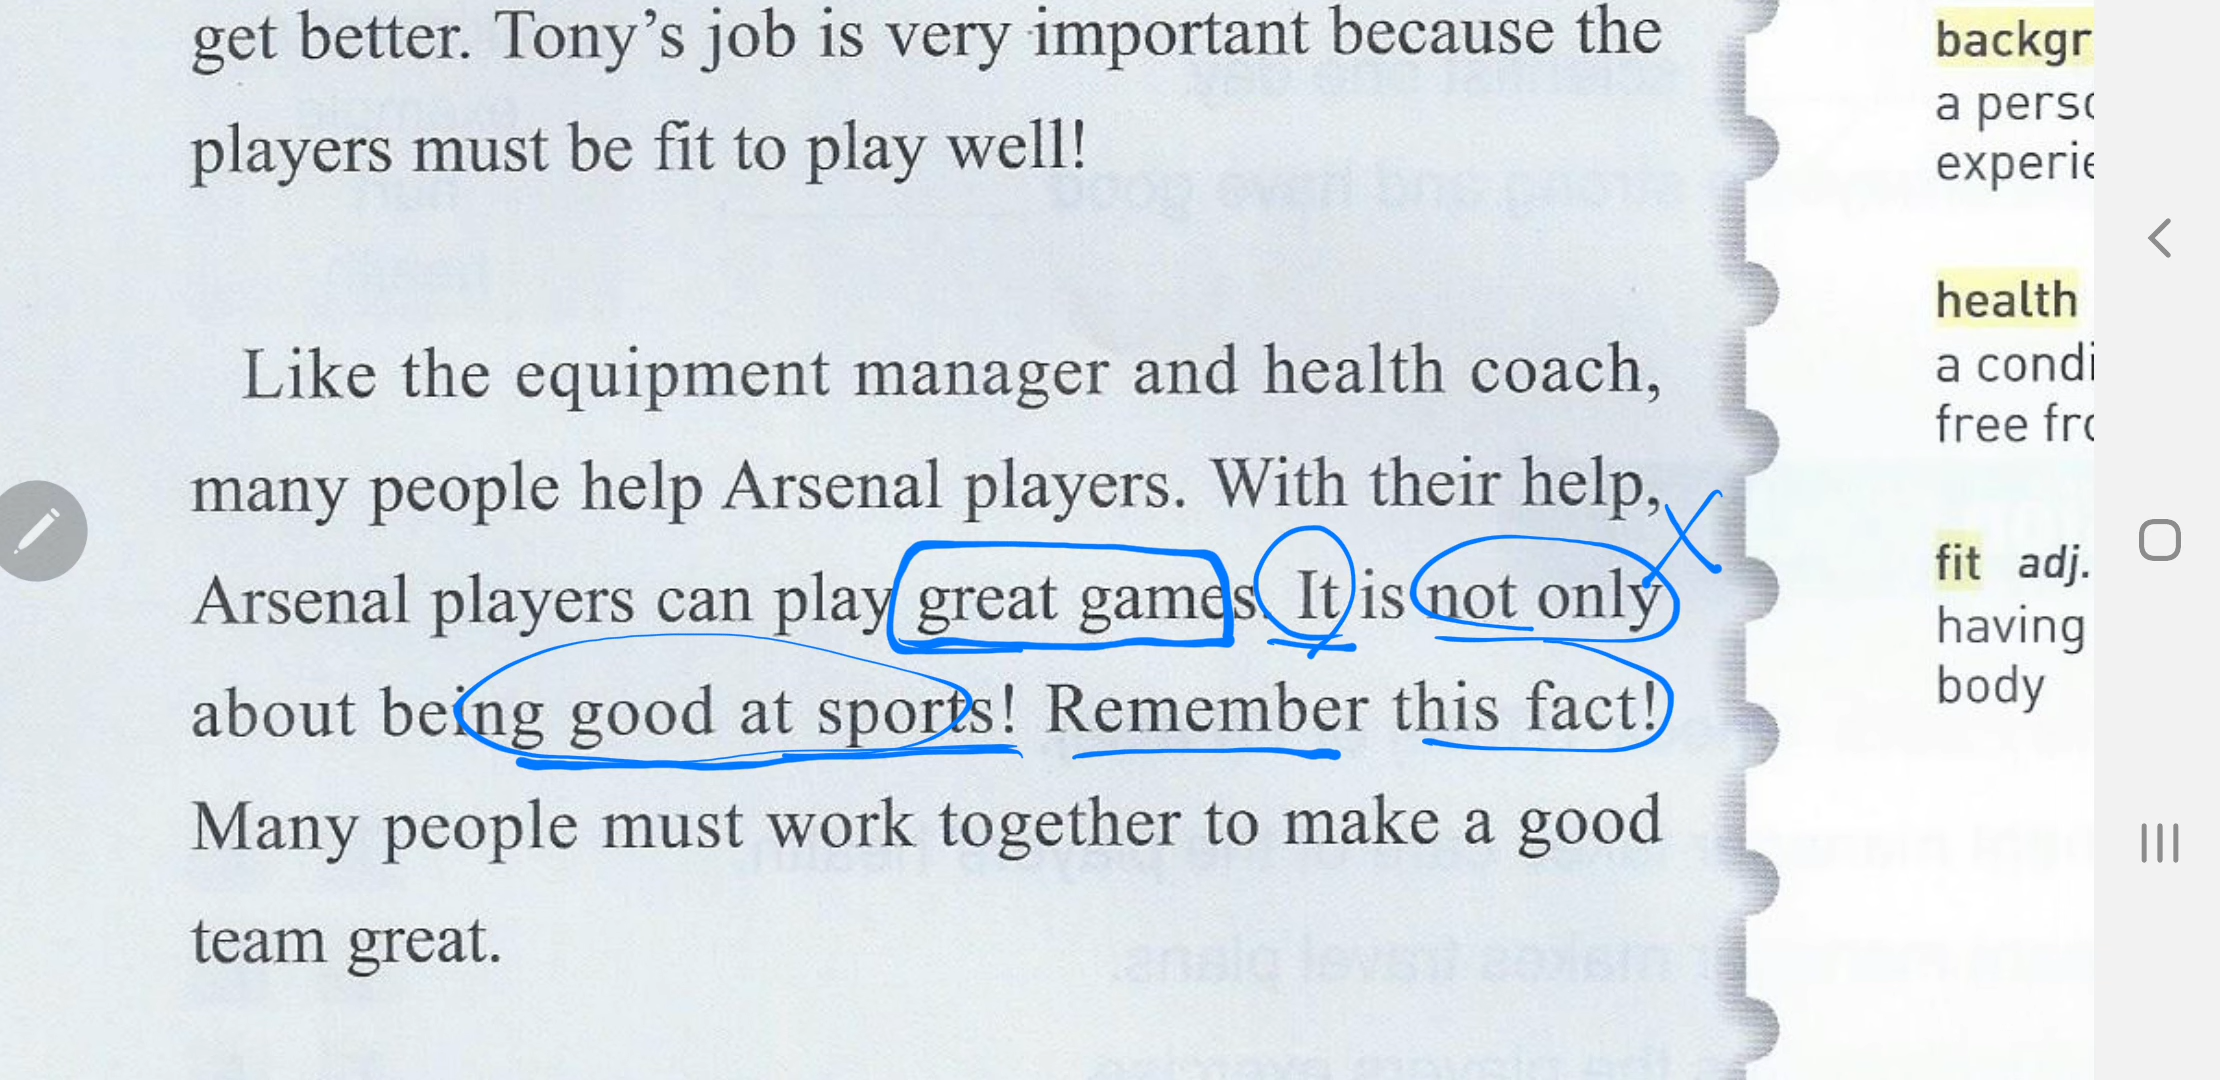 get better. Tony's job is very important because the
players must be fit to play well!
Like the equipment manager and health coach,
many people help Arsenal players. With their help,
Arsenal players can play great games. It is not only
about being good at sports! Remember this fact!
Many people must work together to make a good
team great.
backgr
a perso
experie
health
a condi
free fro
fit adj.
having
body